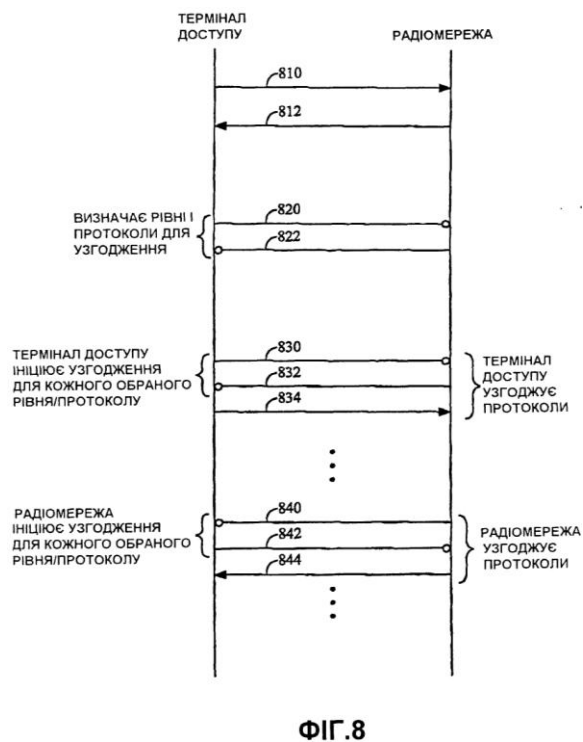 ТЕРМІНАЛ
ДОСТУПУ
РАДІОМЕРЕЖА
810
812
ВИЗНАЧАЄ РІВНІ І
ПРОТОКОЛИ ДЛЯ
УЗГОДЖЕННЯ
820
822
ТЕРМІНАЛ ДОСТУПУ
ІНІЦІЮЄ УЗГОДЖЕННЯ
ДЛЯ КОЖНОГО ОБРАНОГО
РІВНЯ/ПРОТОКОЛУ
830
832
834
ТЕРМІНАЛ
ДОСТУПУ
УЗГОДЖУЄ
ПРОТОКОЛИ
РАДІОМЕРЕЖА
ІНІЦІЮЄ УЗГОДЖЕННЯ
ДЛЯ КОЖНОГО ОБРАНОГО
РІВНЯ/ПРОТОКОЛУ
840
842
844
РАДІОМЕРЕЖА
УЗГОДЖУЄ
ПРОТОКОЛИ
ФІГ.8